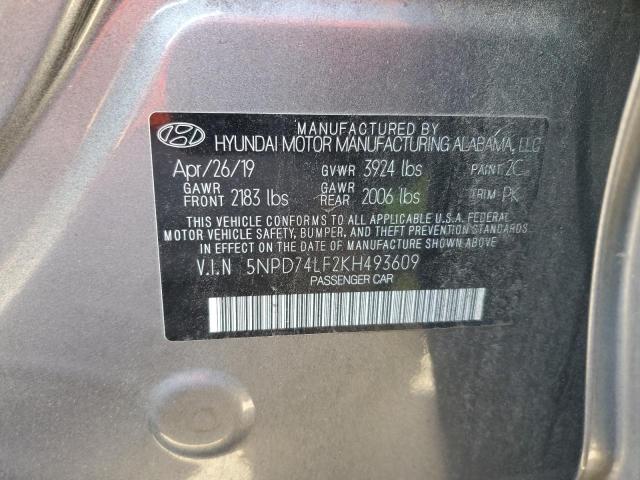 MANUFACTURED BY
HYUNDAI MOTOR MANUFACTURING ALABAMA, LLC
Apr/26/19 GVWR 3924 lbs PAINT 2C
GAWR FRONT 2183 lbs GAWR REAR 2006 lbs TRIM PK
THIS VEHICLE CONFORMS TO ALL APPLICABLE U.S.A. FEDERAL
MOTOR VEHICLE SAFETY, BUMPER, AND THEFT PREVENTION STANDARDS
IN EFFECT ON THE DATE OF MANUFACTURE SHOWN ABOVE.
V.I.N 5NPD74LF2KH493609
PASSENGER CAR